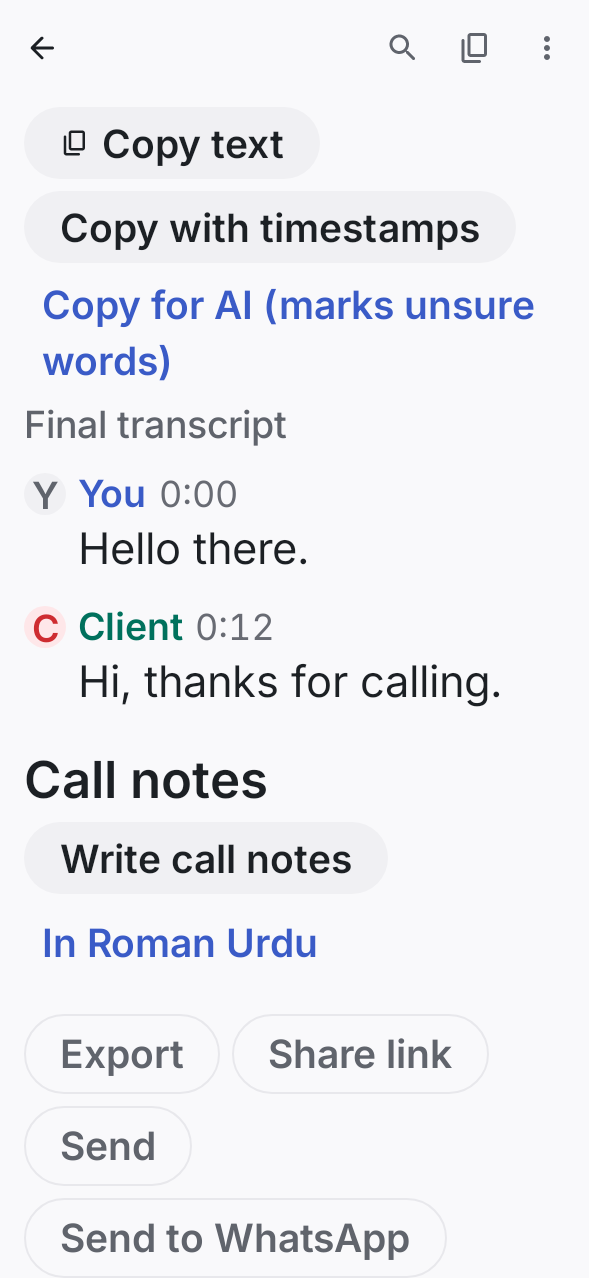 Copy text
Copy with timestamps
Copy for AI (marks unsure
words)
Final transcript
Y You 0:00
Hello there.
C Client 0:12
Hi, thanks for calling.
Call notes
Write call notes
In Roman Urdu
Export Share link
Send
Send to WhatsApp